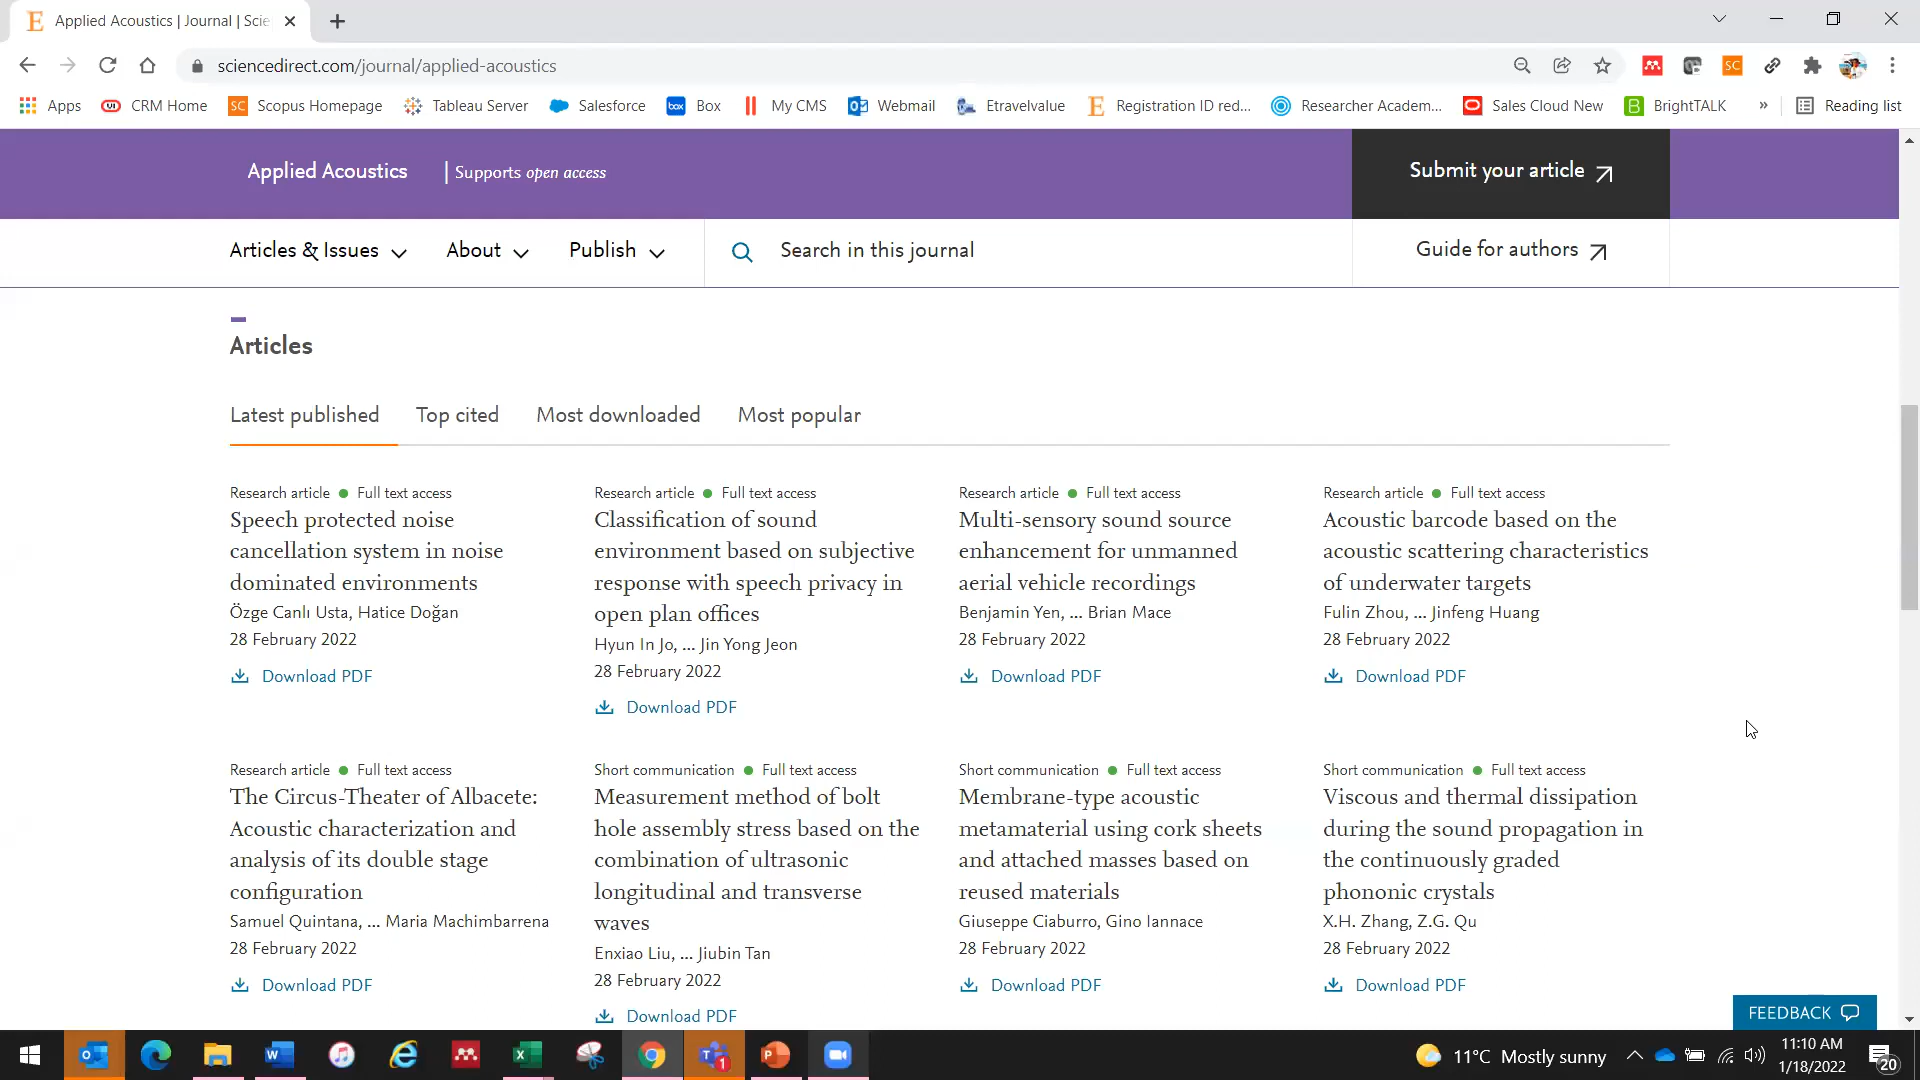 Applied Acoustics | Journal | Scie
sciencedirect.com/journal/applied-acoustics
Apps CRM Home Scopus Homepage Tableau Server Salesforce Box My CMS Webmail Etravelvalue Registration ID red... Researcher Academ... Sales Cloud New BrightTALK » Reading list
Applied Acoustics | Supports open access
Submit your article
Articles & Issues About Publish Search in this journal Guide for authors
Articles
Latest published Top cited Most downloaded Most popular
Research article Full text access
Speech protected noise
cancellation system in noise
dominated environments
Özge Canlı Usta, Hatice Doğan
28 February 2022
Download PDF
Research article Full text access
Classification of sound
environment based on subjective
response with speech privacy in
open plan offices
Hyun In Jo, ... Jin Yong Jeon
28 February 2022
Download PDF
Research article Full text access
Multi-sensory sound source
enhancement for unmanned
aerial vehicle recordings
Benjamin Yen, ... Brian Mace
28 February 2022
Download PDF
Research article Full text access
Acoustic barcode based on the
acoustic scattering characteristics
of underwater targets
Fulin Zhou, ... Jinfeng Huang
28 February 2022
Download PDF
Research article Full text access
The Circus-Theater of Albacete:
Acoustic characterization and
analysis of its double stage
configuration
Samuel Quintana, ... Maria Machimbarrena
28 February 2022
Download PDF
Short communication Full text access
Measurement method of bolt
hole assembly stress based on the
combination of ultrasonic
longitudinal and transverse
waves
Enxiao Liu, ... Jiubin Tan
28 February 2022
Download PDF
Short communication Full text access
Membrane-type acoustic
metamaterial using cork sheets
and attached masses based on
reused materials
Giuseppe Ciaburro, Gino Iannace
28 February 2022
Download PDF
Short communication Full text access
Viscous and thermal dissipation
during the sound propagation in
the continuously graded
phononic crystals
X.H. Zhang, Z.G. Qu
28 February 2022
Download PDF
FEEDBACK
11°C Mostly sunny
11:10 AM
1/18/2022
20